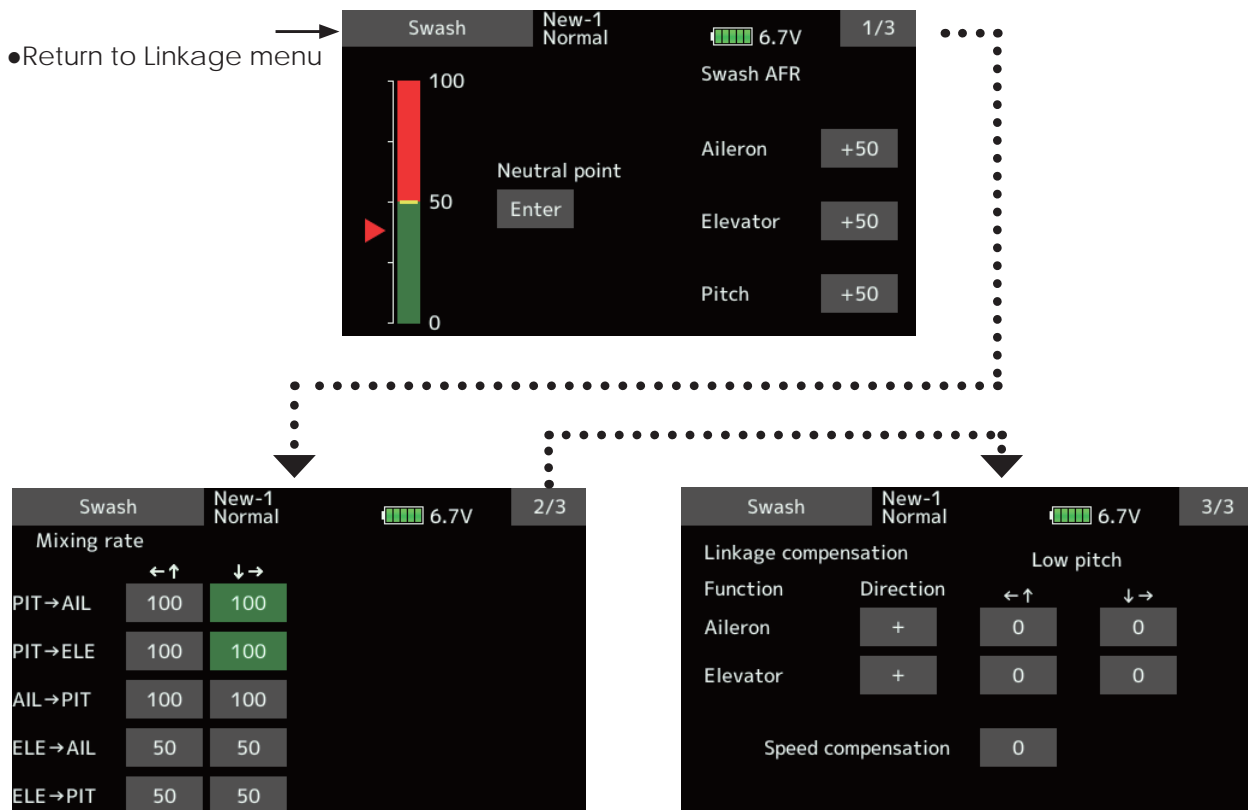 ●Return to Linkage menu
Swash New-1 Normal 6.7V 1/3
100
50
0
Neutral point
Enter
Swash AFR
Aileron +50
Elevator +50
Pitch +50
Swash New-1 Normal 6.7V 2/3
Mixing rate
←↑ ↓→
PIT→AIL 100 100
PIT→ELE 100 100
AIL→PIT 100 100
ELE→AIL 50 50
ELE→PIT 50 50
Swash New-1 Normal 6.7V 3/3
Linkage compensation Low pitch
Function Direction ←↑ ↓→
Aileron + 0 0
Elevator + 0 0
Speed compensation 0